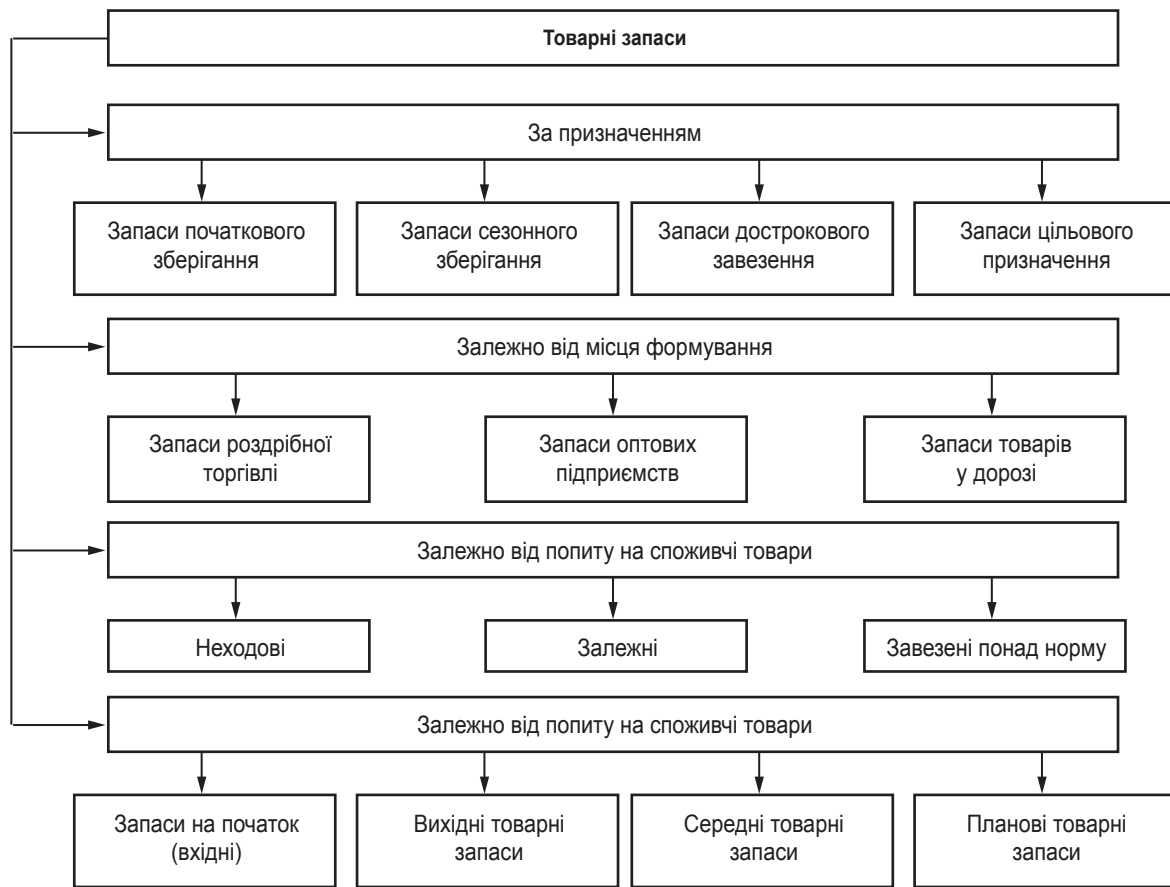 Товарні запаси
За призначенням
Запаси початкового
зберігання
Запаси сезонного
зберігання
Запаси дострокового
завезення
Запаси цільового
призначення
Залежно від місця формування
Запаси роздрібної
торгівлі
Запаси оптових
підприємств
Запаси товарів
у дорозі
Залежно від попиту на споживчі товари
Неходові
Залежні
Завезені понад норму
Залежно від попиту на споживчі товари
Запаси на початок
(вхідні)
Вихідні товарні
запаси
Середні товарні
запаси
Планові товарні
запаси